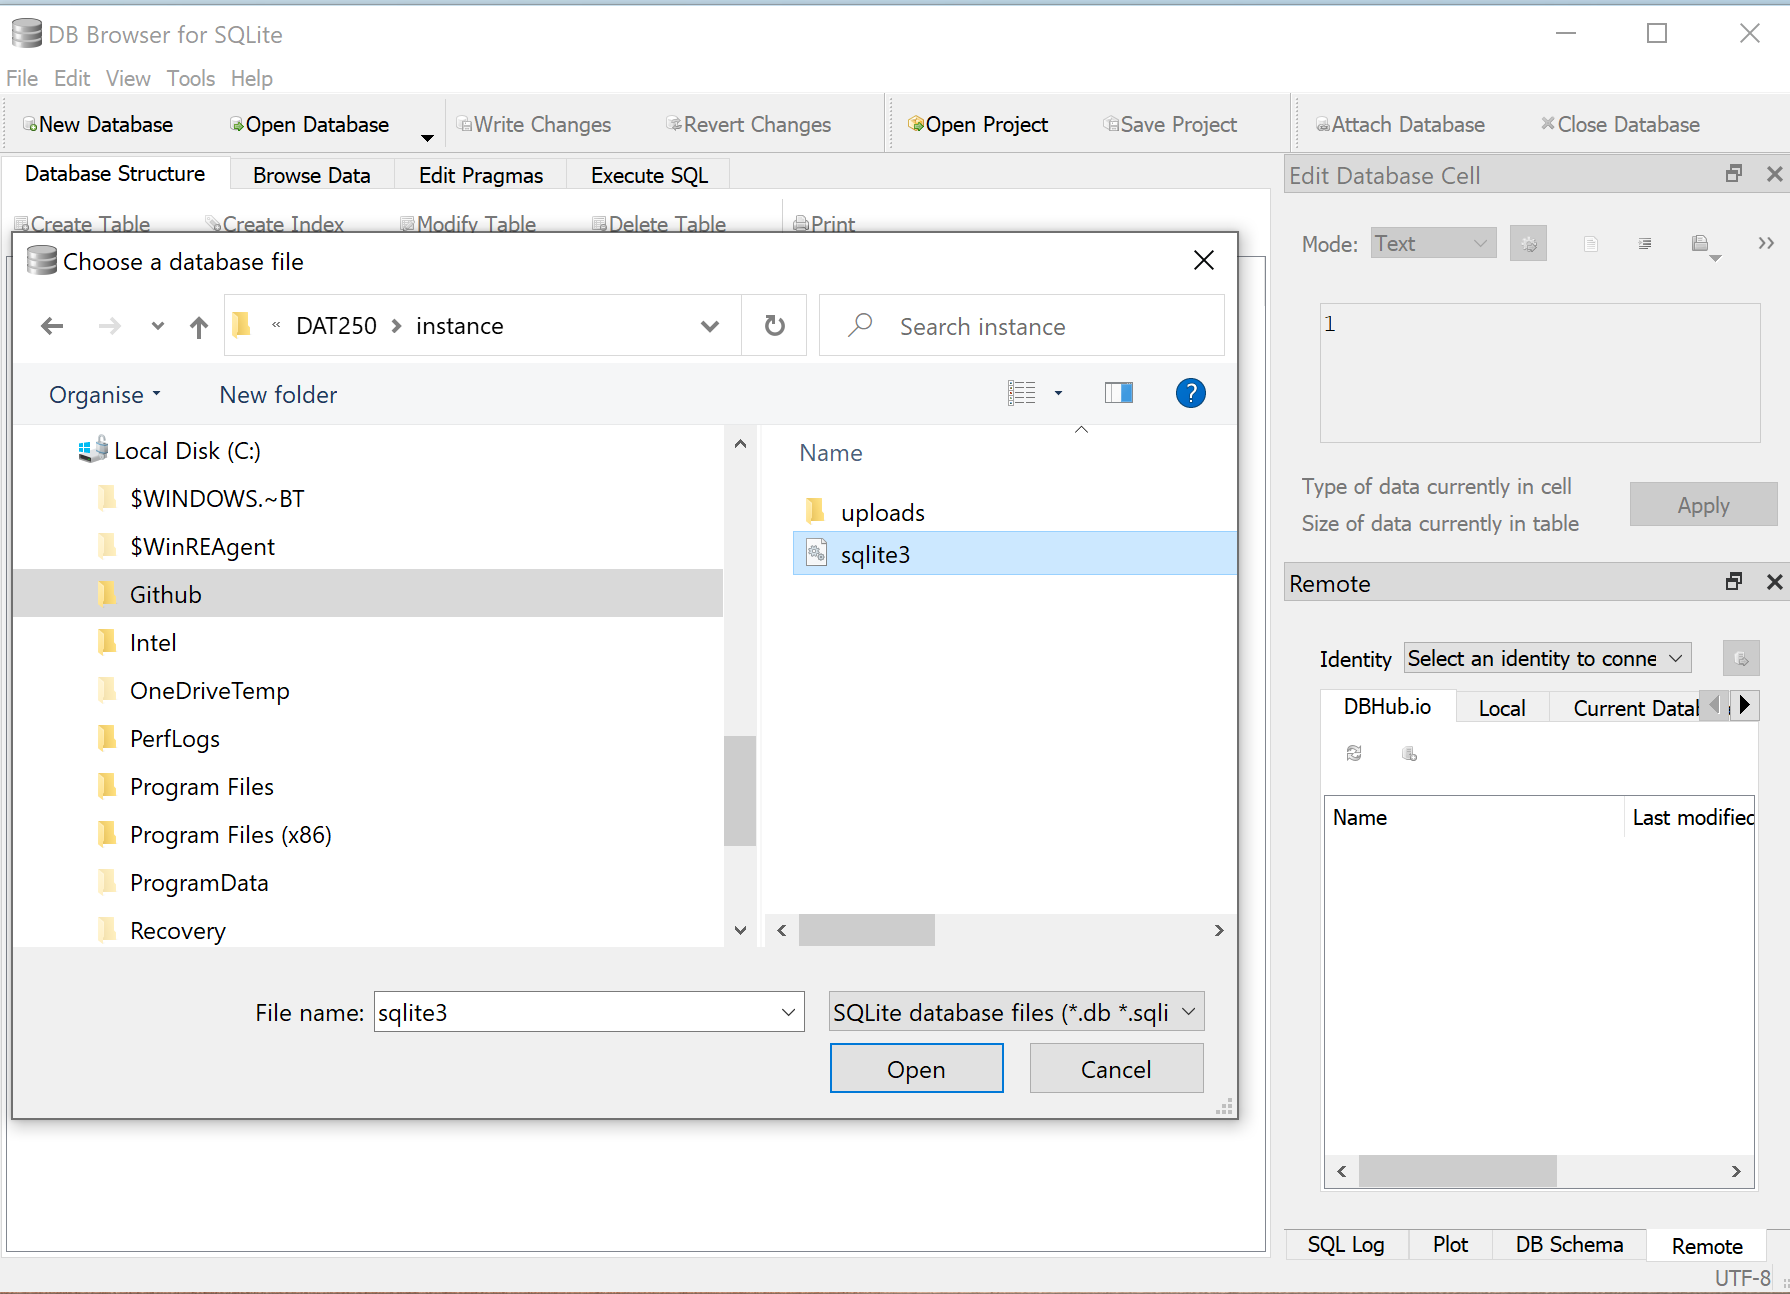 DB Browser for SQLite
File Edit View Tools Help
New Database Open Database Write Changes Revert Changes Open Project Save Project Attach Database Close Database
Database Structure Browse Data Edit Pragmas Execute SQL
Create Table Create Index Modify Table Delete Table Print
Choose a database file
« DAT250 > instance
Search instance
Organise New folder
?
Local Disk (C:)
$WINDOWS.~BT
$WinREAgent
Github
Intel
OneDriveTemp
PerfLogs
Program Files
Program Files (x86)
ProgramData
Recovery
Name
uploads
sqlite3
File name: sqlite3
SQLite database files (*.db *.sqli
Open Cancel
Edit Database Cell
Mode: Text
1
Type of data currently in cell
Size of data currently in table
Apply
Remote
Identity Select an identity to conne
DBHub.io Local Current Datab
Name Last modified
SQL Log Plot DB Schema Remote
UTF-8